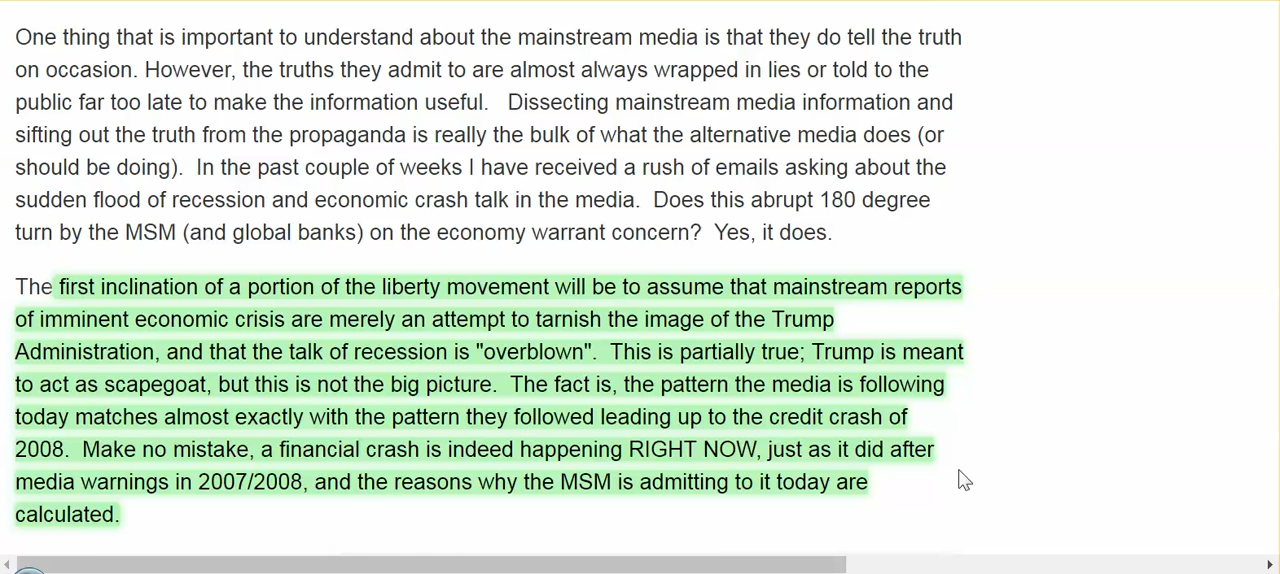 One thing that is important to understand about the mainstream media is that they do tell the truth
on occasion. However, the truths they admit to are almost always wrapped in lies or told to the
public far too late to make the information useful.   Dissecting mainstream media information and
sifting out the truth from the propaganda is really the bulk of what the alternative media does (or
should be doing).  In the past couple of weeks I have received a rush of emails asking about the
sudden flood of recession and economic crash talk in the media.  Does this abrupt 180 degree
turn by the MSM (and global banks) on the economy warrant concern?  Yes, it does.
The first inclination of a portion of the liberty movement will be to assume that mainstream reports
of imminent economic crisis are merely an attempt to tarnish the image of the Trump
Administration, and that the talk of recession is "overblown".  This is partially true; Trump is meant
to act as scapegoat, but this is not the big picture.  The fact is, the pattern the media is following
today matches almost exactly with the pattern they followed leading up to the credit crash of
2008.  Make no mistake, a financial crash is indeed happening RIGHT NOW, just as it did after
media warnings in 2007/2008, and the reasons why the MSM is admitting to it today are
calculated.